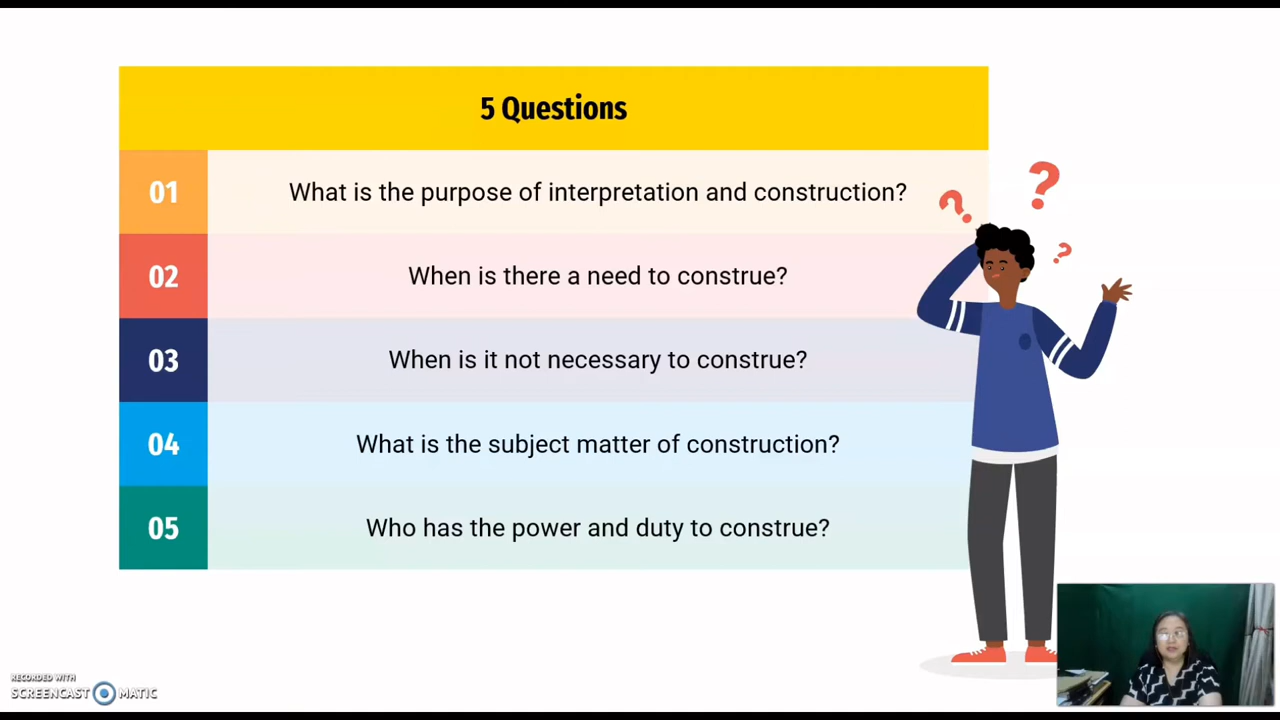 5 Questions
01 What is the purpose of interpretation and construction?
02 When is there a need to construe?
03 When is it not necessary to construe?
04 What is the subject matter of construction?
05 Who has the power and duty to construe?
? ? ?
RECORDED WITH
SCREENCAST MATIC